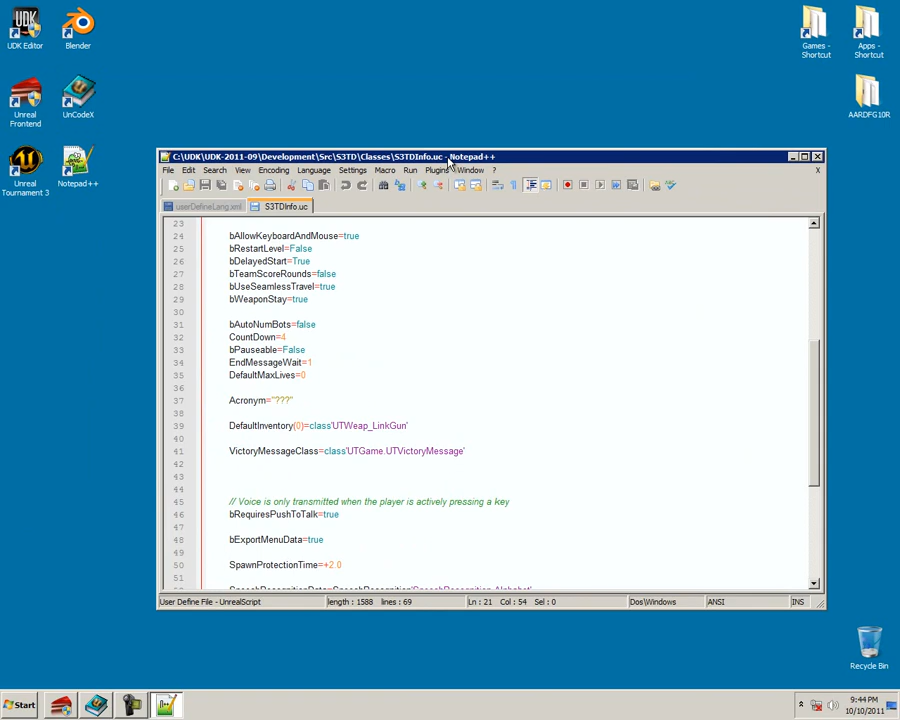 UDK Editor
Blender
Games - Shortcut
Apps - Shortcut
Unreal Frontend
UnCodeX
AARDFG10R
Unreal Tournament 3
Notepad++
C:\UDK\UDK-2011-09\Development\Src\S3TD\Classes\S3TDInfo.uc - Notepad++
File Edit Search View Encoding Language Settings Macro Run Plugins Window ? X
userDefineLang.xml S3TDInfo.uc
23
24 bAllowKeyboardAndMouse=true
25 bRestartLevel=False
26 bDelayedStart=True
27 bTeamScoreRounds=false
28 bUseSeamlessTravel=true
29 bWeaponStay=true
30
31 bAutoNumBots=false
32 CountDown=4
33 bPauseable=False
34 EndMessageWait=1
35 DefaultMaxLives=0
36
37 Acronym="???"
38
39 DefaultInventory(0)=class'UTWeap_LinkGun'
40
41 VictoryMessageClass=class'UTGame.UTVictoryMessage'
42
43
44
45 // Voice is only transmitted when the player is actively pressing a key
46 bRequiresPushToTalk=true
47
48 bExportMenuData=true
49
50 SpawnProtectionTime=+2.0
51
User Define File - UnrealScript length : 1588 lines : 69 Ln : 21 Col : 54 Sel : 0 Dos\Windows ANSI INS
Recycle Bin
Start
9:44 PM
10/10/2011